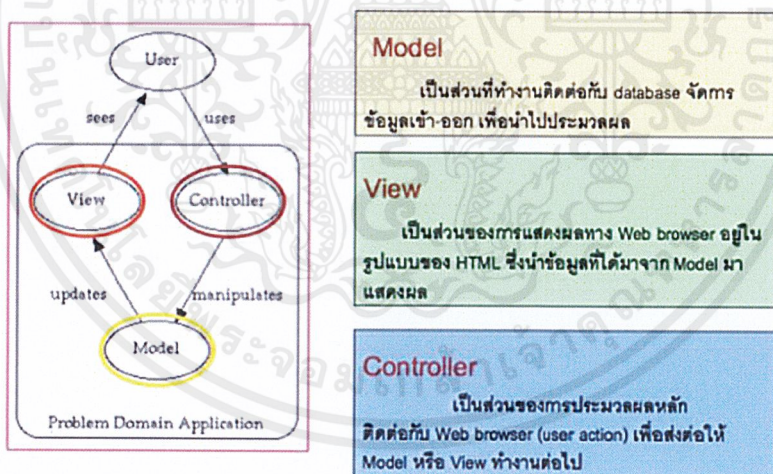 User
sees
uses
View
Controller
updates
manipulates
Model
Problem Domain Application
Model
เป็นส่วนที่ทำงานติดต่อกับ database จัดการ
ข้อมูลเข้า-ออก เพื่อนำไปประมวลผล
View
เป็นส่วนของการแสดงผลทาง Web browser อยู่ใน
รูปแบบของ HTML ซึ่งนำข้อมูลที่ได้มาจาก Model มา
แสดงผล
Controller
เป็นส่วนของการประมวลผลหลัก
ติดต่อกับ Web browser (user action) เพื่อส่งต่อให้
Model หรือ View ทำงานต่อไป